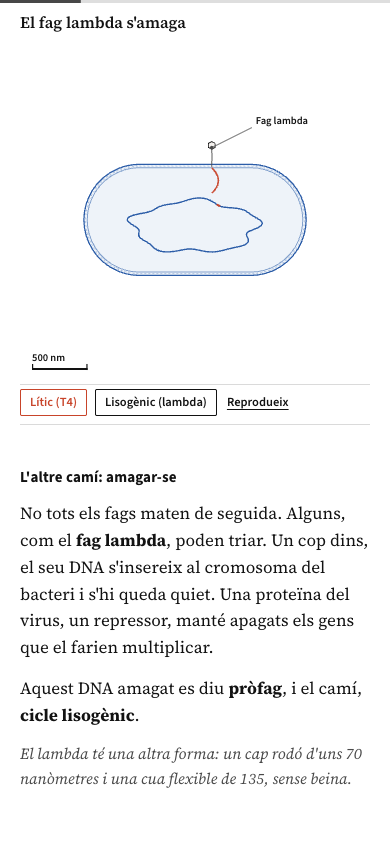 El fag lambda s'amaga
Fag lambda
500 nm
Lític (T4)
Lisogènic (lambda)
Reprodueix
L'altre camí: amagar-se
No tots els fags maten de seguida. Alguns,
com el fag lambda, poden triar. Un cop dins,
el seu DNA s'insereix al cromosoma del
bacteri i s'hi queda quiet. Una proteïna del
virus, un repressor, manté apagats els gens
que el farien multiplicar.
Aquest DNA amagat es diu pròfag, i el camí,
cicle lisogènic.
El lambda té una altra forma: un cap rodó d'uns 70
nanòmetres i una cua flexible de 135, sense beina.